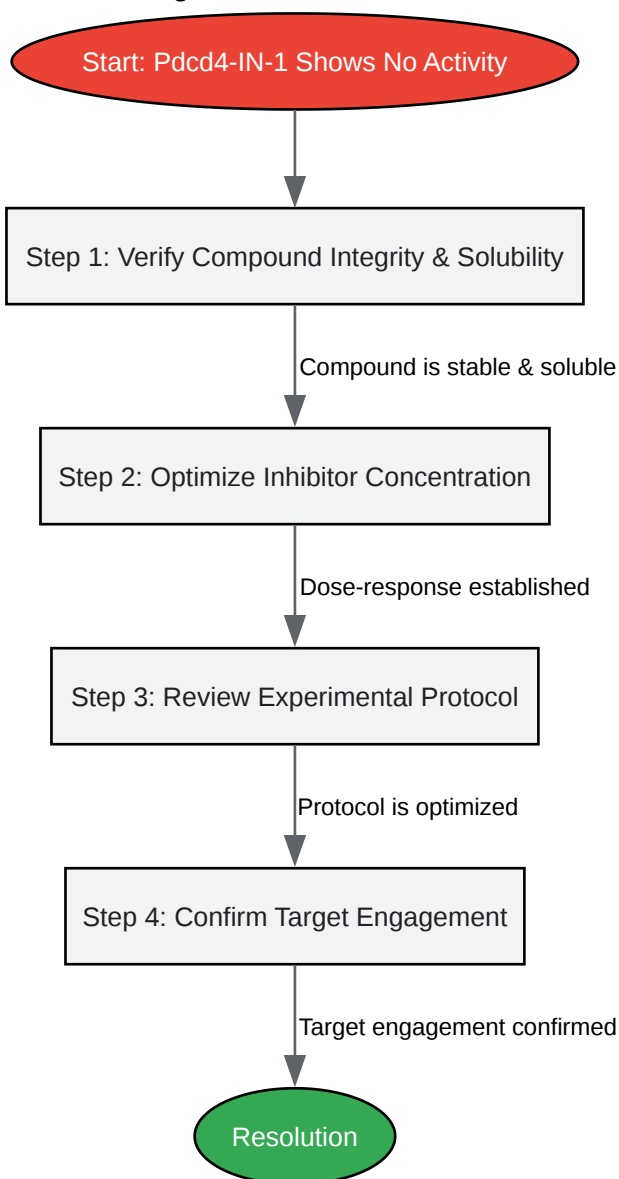 Start: Pdcd4-IN-1 Shows No Activity
Step 1: Verify Compound Integrity & Solubility
Compound is stable & soluble
Step 2: Optimize Inhibitor Concentration
Dose-response established
Step 3: Review Experimental Protocol
Protocol is optimized
Step 4: Confirm Target Engagement
Target engagement confirmed
Resolution